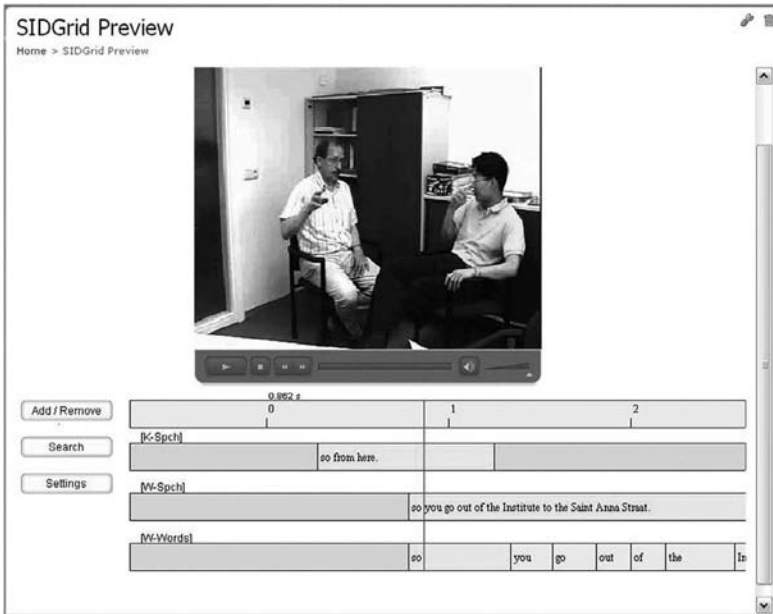 SIDGrid Preview
Home > SIDGrid Preview
0.862 s
Add / Remove
0 1 2
[K-Spch]
Search
so from here.
Settings
[W-Spch]
so you go out of the Institute to the Saint Anna Straat.
[W-Words]
so you go out of the In